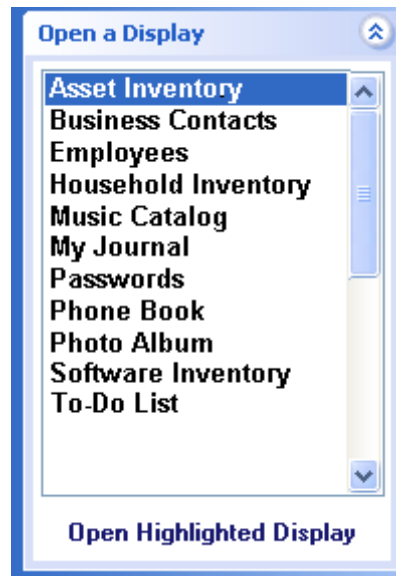 Open a Display
Asset Inventory
Business Contacts
Employees
Household Inventory
Music Catalog
My Journal
Passwords
Phone Book
Photo Album
Software Inventory
To-Do List
Open Highlighted Display